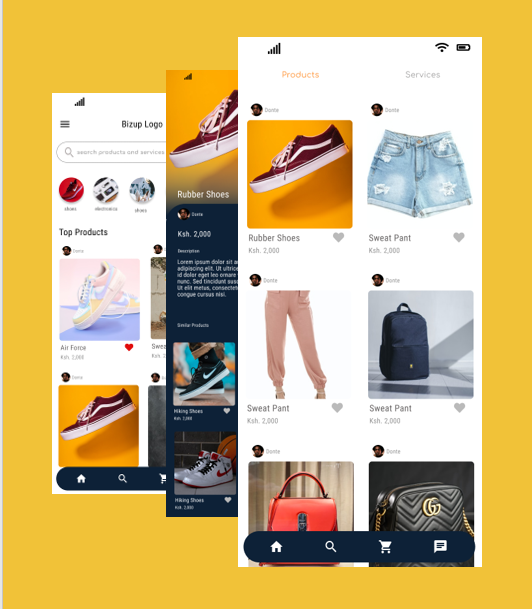 Bizup Logo
search products and services
shoes
electronics
shoes
Top Products
Donte
Air Force
Ksh. 2,000
Donte
Rubber Shoes
Donte
Ksh. 2,000
Description
Lorem ipsum dolor sit a
adipiscing elit. Ut ultrice
id dolor eget leo ornare
nunc. Sed tincidunt sus
Ut elit metus, consectet
congue cursus nisi.
Similar Products
Hiking Shoes
Ksh. 2,000
Hiking Shoes
Ksh. 2,000
Products
Services
Donte
Donte
Rubber Shoes
Ksh. 2,000
Sweat Pant
Ksh. 2,000
Donte
Donte
Sweat Pant
Ksh. 2,000
Sweat Pant
Ksh. 2,000
Donte
Donte